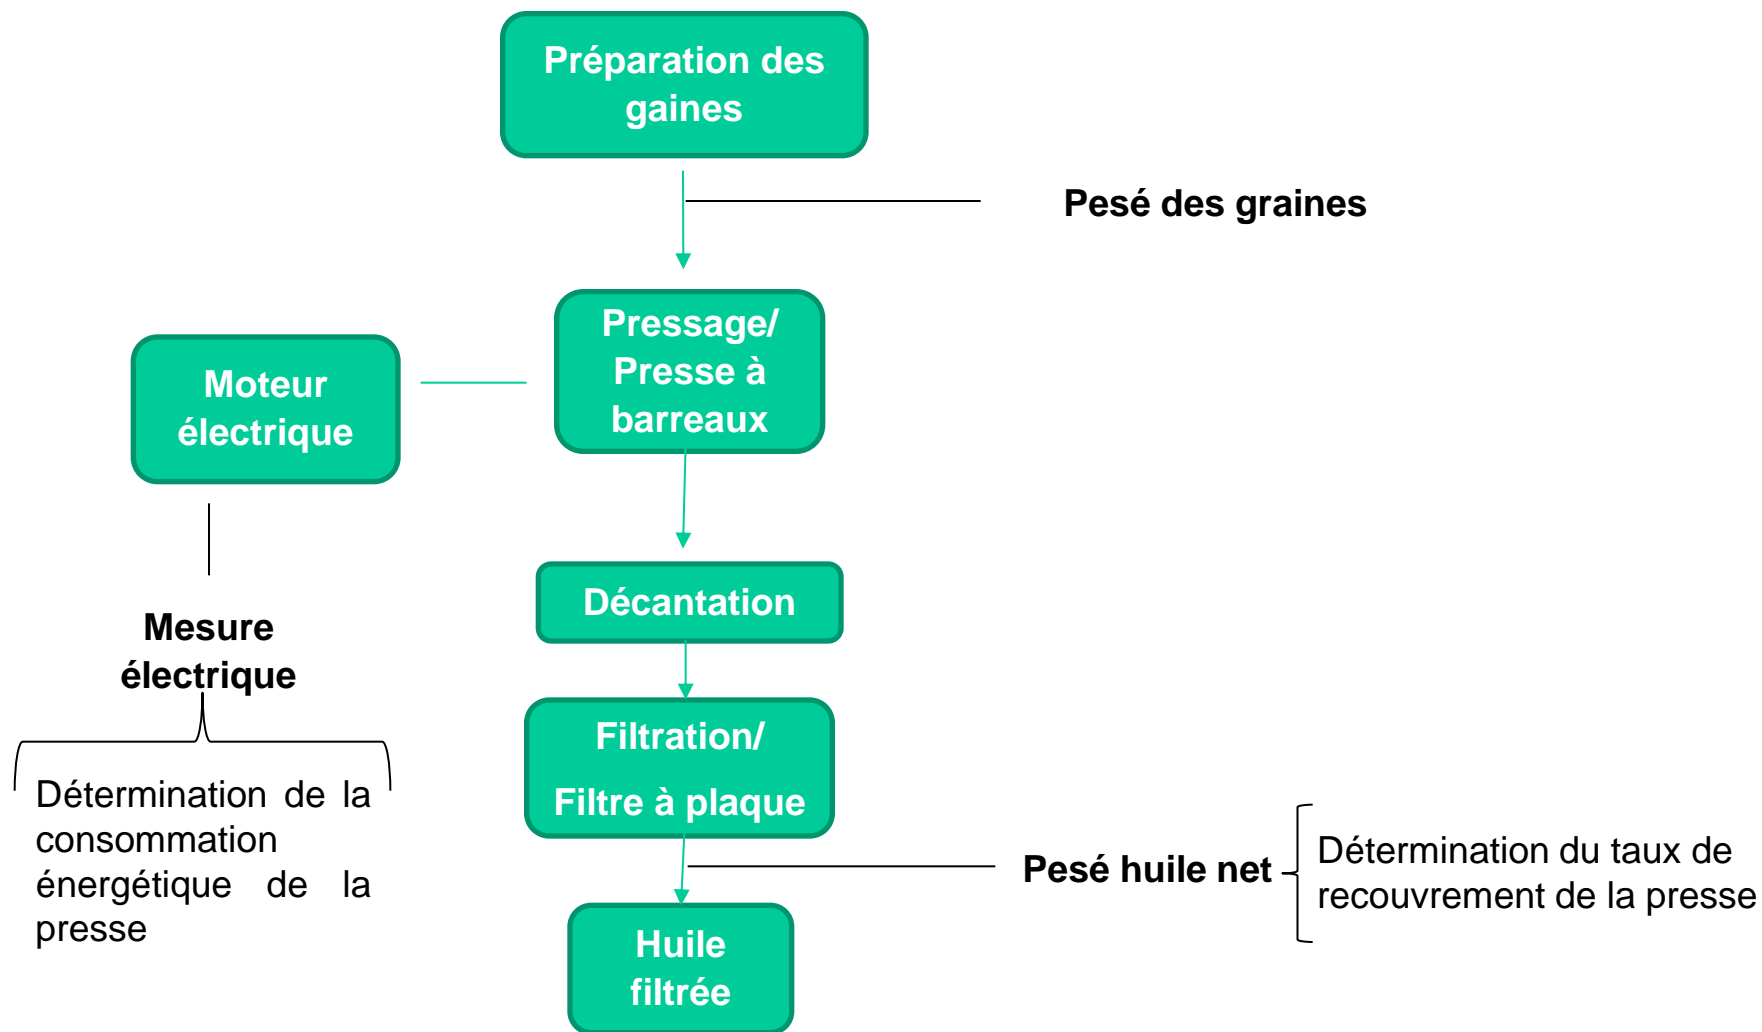 Préparation des
gaines
Pesé des graines
Pressage/
Presse à
barreaux
Moteur
électrique
Décantation
Mesure
électrique
Filtration/
Filtre à plaque
Détermination de la
consommation
énergétique de la
presse
Pesé huile net
Détermination du taux de
recouvrement de la presse
Huile
filtrée